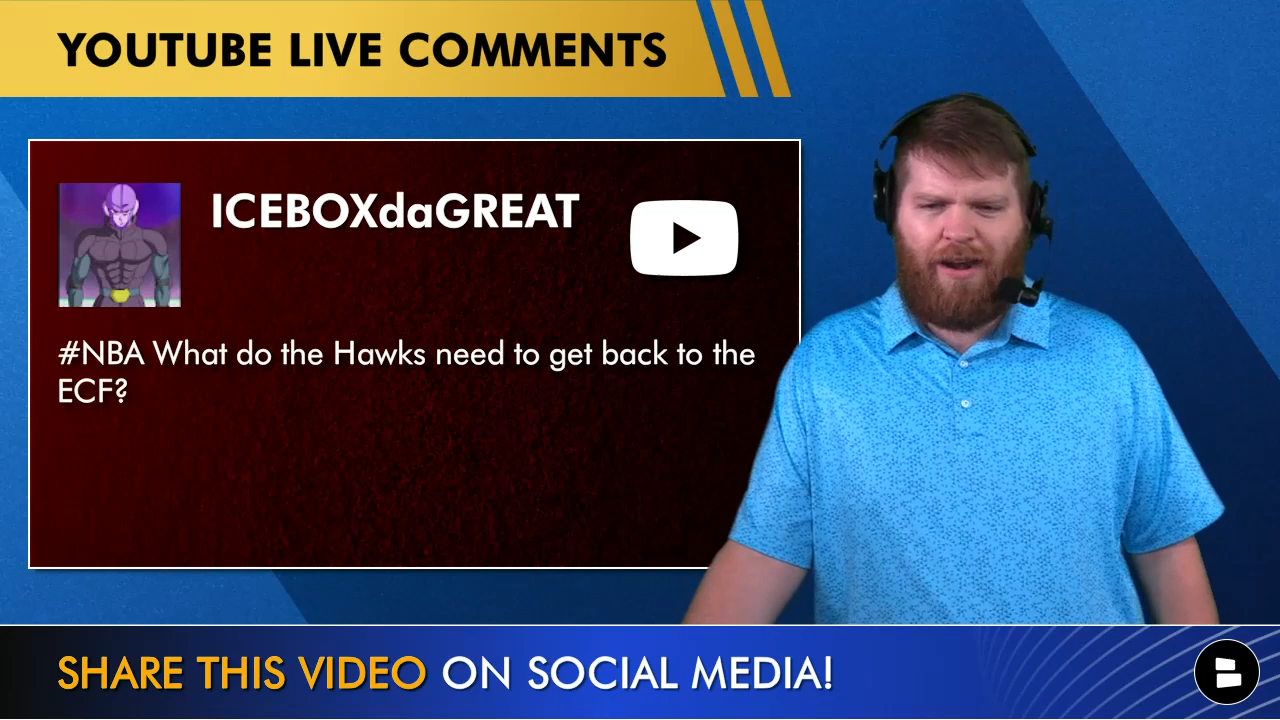 YOUTUBE LIVE COMMENTS
ICEBOXdaGREAT
#NBA What do the Hawks need to get back to the
ECF?
SHARE THIS VIDEO ON SOCIAL MEDIA!